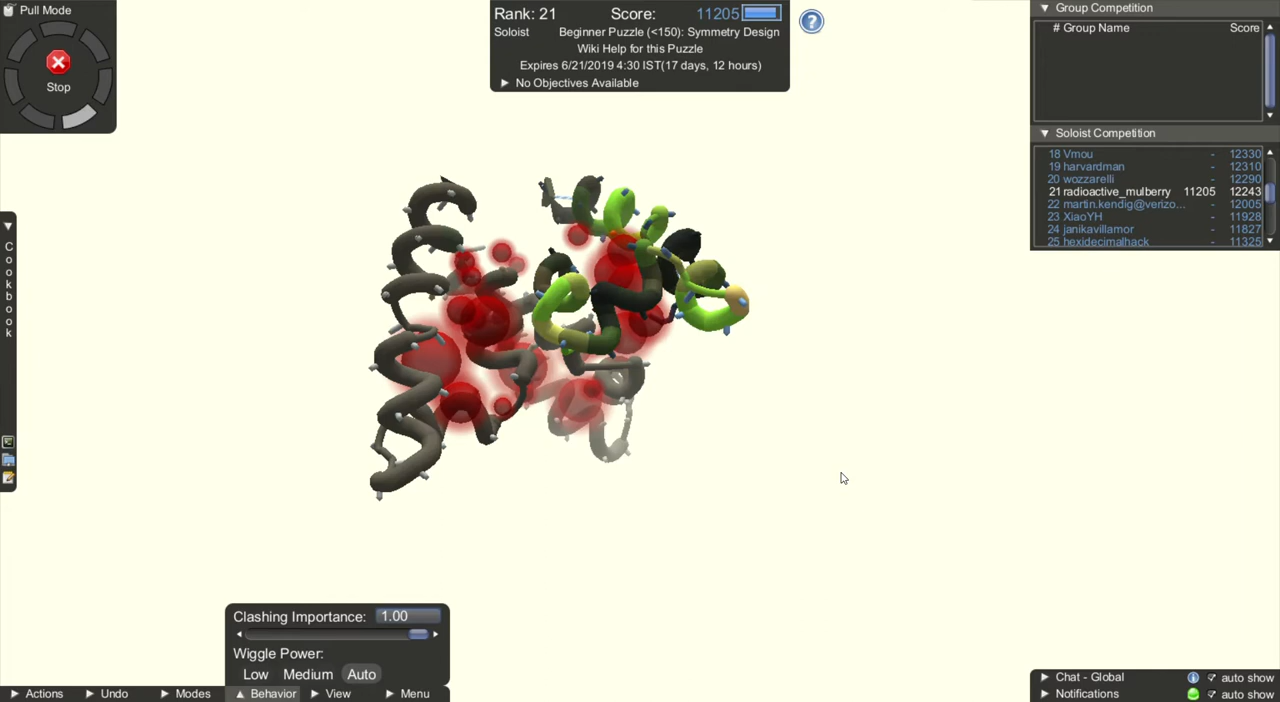 Pull Mode
Stop
Rank: 21 Score: 11205
Soloist Beginner Puzzle (<150): Symmetry Design
Wiki Help for this Puzzle
Expires 6/21/2019 4:30 IST(17 days, 12 hours)
No Objectives Available
?
Group Competition
# Group Name Score
Soloist Competition
18 Vmou - 12330
19 harvardman - 12310
20 wozzarelli - 12290
21 radioactive_mulberry 11205 12243
22 martin.kendig@verizo... - 12005
23 XiaoYH - 11928
24 janikavillamor - 11827
25 hexidecimalhack - 11325
Cookbook
Clashing Importance: 1.00
Wiggle Power:
Low Medium Auto
Actions Undo Modes Behavior View Menu
Chat - Global auto show
Notifications auto show